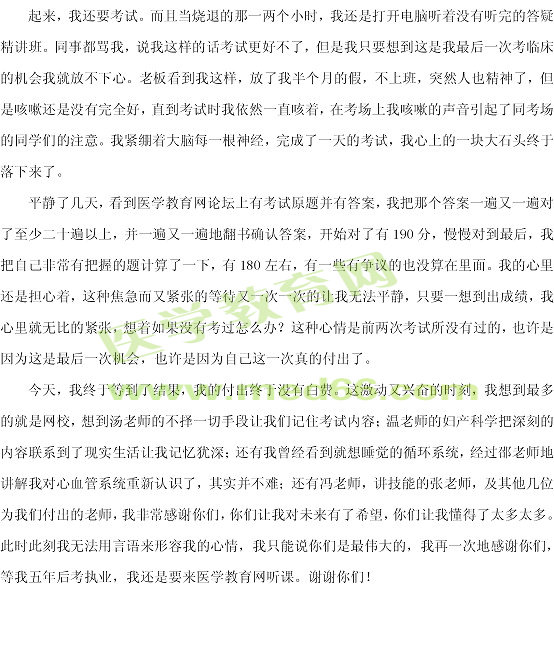 起来，我还要考试。而且当烧退的那一两个小时，我还是打开电脑听着没有听完的答疑
精讲班。同事都骂我，说我这样的话考试更好不了，但是我只要想到这是我最后一次考临床
的机会我就放不下心。老板看到我这样，放了我半个月的假，不上班，突然人也精神了，但
是咳嗽还是没有完全好，直到考试时我依然一直咳着，在考场上我咳嗽的声音引起了同考场
的同学们的注意。我紧绷着大脑每一根神经，完成了一天的考试，我心上的一块大石头终于
落下来了。
平静了几天，看到医学教育网论坛上有考试原题并有答案，我把那个答案一遍又一遍对
了至少二十遍以上，并一遍又一遍地翻书确认答案，开始对了有 190 分，慢慢对到最后，我
把自己非常有把握的题计算了一下，有 180 左右，有一些有争议的也没算在里面。我的心里
还是担心着，这种焦急而又紧张的等待又一次一次的让我无法平静，只要一想到出成绩，我
心里就无比的紧张，想着如果没有考过怎么办？这种心情是前两次考试所没有过的，也许是
因为这是最后一次机会，也许是因为自己这一次真的付出了。
今天，我终于等到了结果，我的付出终于没有白费。这激动又兴奋的时刻，我想到最多
的就是网校，想到汤老师的不择一切手段让我们记住考试内容；温老师的妇产科学把深刻的
内容联系到了现实生活让我记忆犹深；还有我曾经看到就想睡觉的循环系统，经过邵老师地
讲解我对心血管系统重新认识了，其实并不难；还有冯老师，讲技能的张老师，及其他几位
为我们付出的老师，我非常感谢你们，你们让我对未来有了希望，你们让我懂得了太多太多。
此时此刻我无法用言语来形容我的心情，我只能说你们是最伟大的，我再一次地感谢你们，
等我五年后考执业，我还是要来医学教育网听课。谢谢你们！
医学教育网
www.med66.com